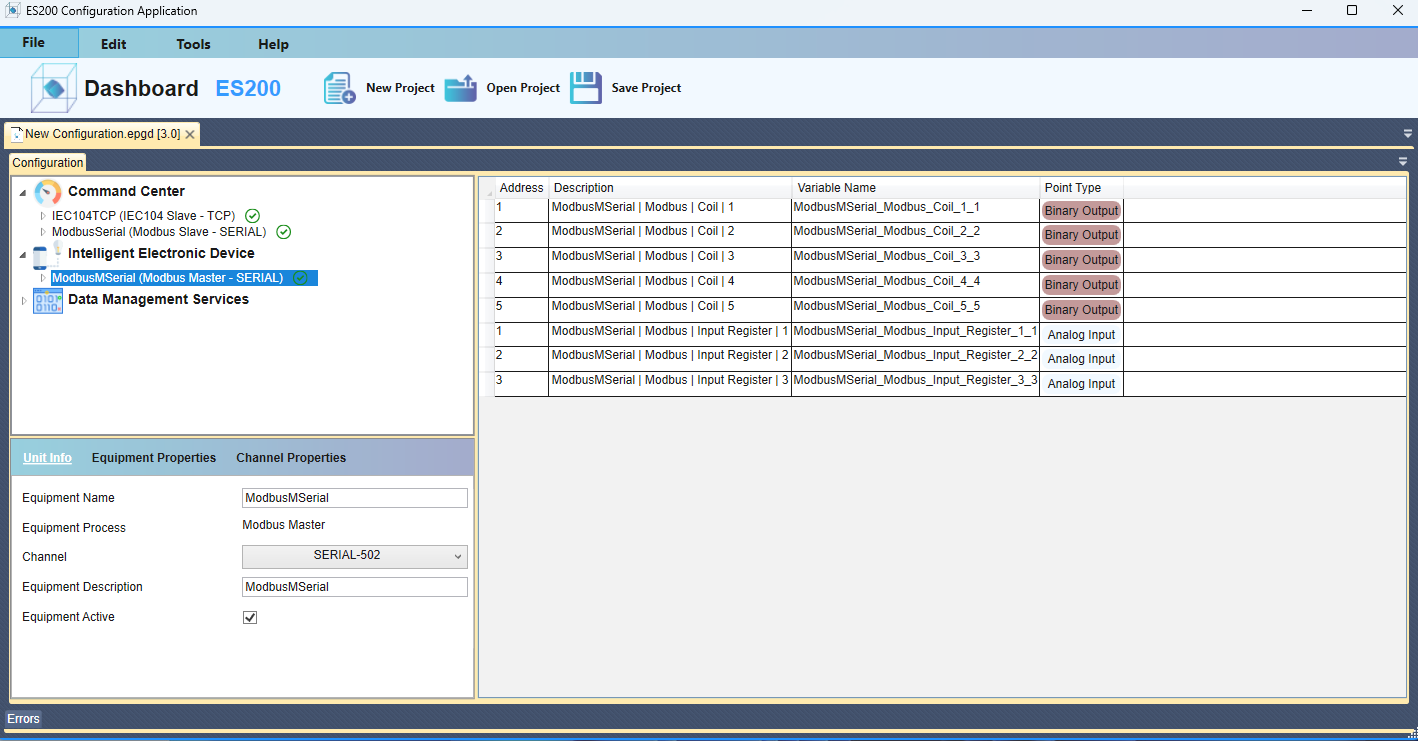 ES200 Configuration Application
File Edit Tools Help
Dashboard ES200 New Project Open Project Save Project
New Configuration.epgd [3.0]
Configuration
Command Center
IEC104TCP (IEC104 Slave - TCP)
ModbusSerial (Modbus Slave - SERIAL)
Intelligent Electronic Device
ModbusMSerial (Modbus Master - SERIAL)
Data Management Services
Address Description Variable Name Point Type
1 ModbusMSerial | Modbus | Coil | 1 ModbusMSerial_Modbus_Coil_1_1 Binary Output
2 ModbusMSerial | Modbus | Coil | 2 ModbusMSerial_Modbus_Coil_2_2 Binary Output
3 ModbusMSerial | Modbus | Coil | 3 ModbusMSerial_Modbus_Coil_3_3 Binary Output
4 ModbusMSerial | Modbus | Coil | 4 ModbusMSerial_Modbus_Coil_4_4 Binary Output
5 ModbusMSerial | Modbus | Coil | 5 ModbusMSerial_Modbus_Coil_5_5 Binary Output
1 ModbusMSerial | Modbus | Input Register | 1 ModbusMSerial_Modbus_Input_Register_1_1 Analog Input
2 ModbusMSerial | Modbus | Input Register | 2 ModbusMSerial_Modbus_Input_Register_2_2 Analog Input
3 ModbusMSerial | Modbus | Input Register | 3 ModbusMSerial_Modbus_Input_Register_3_3 Analog Input
Unit Info Equipment Properties Channel Properties
Equipment Name ModbusMSerial
Equipment Process Modbus Master
Channel SERIAL-502
Equipment Description ModbusMSerial
Equipment Active
Errors